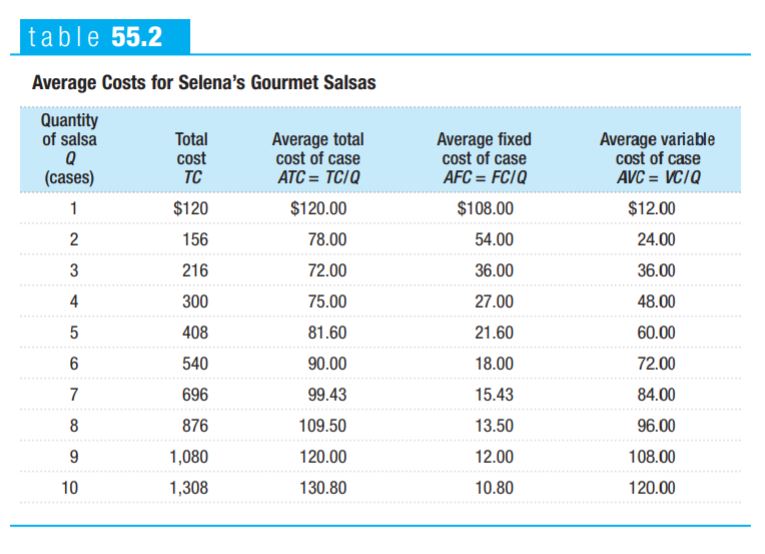 table 55.2
Average Costs for Selena's Gourmet Salsas
Quantity
of salsa
Q
(cases)
Total
cost
TC
Average total
cost of case
ATC = TC/Q
Average fixed
cost of case
AFC = FC/Q
Average variable
cost of case
AVC = VC/Q
1 $120 $120.00 $108.00 $12.00
2 156 78.00 54.00 24.00
3 216 72.00 36.00 36.00
4 300 75.00 27.00 48.00
5 408 81.60 21.60 60.00
6 540 90.00 18.00 72.00
7 696 99.43 15.43 84.00
8 876 109.50 13.50 96.00
9 1,080 120.00 12.00 108.00
10 1,308 130.80 10.80 120.00